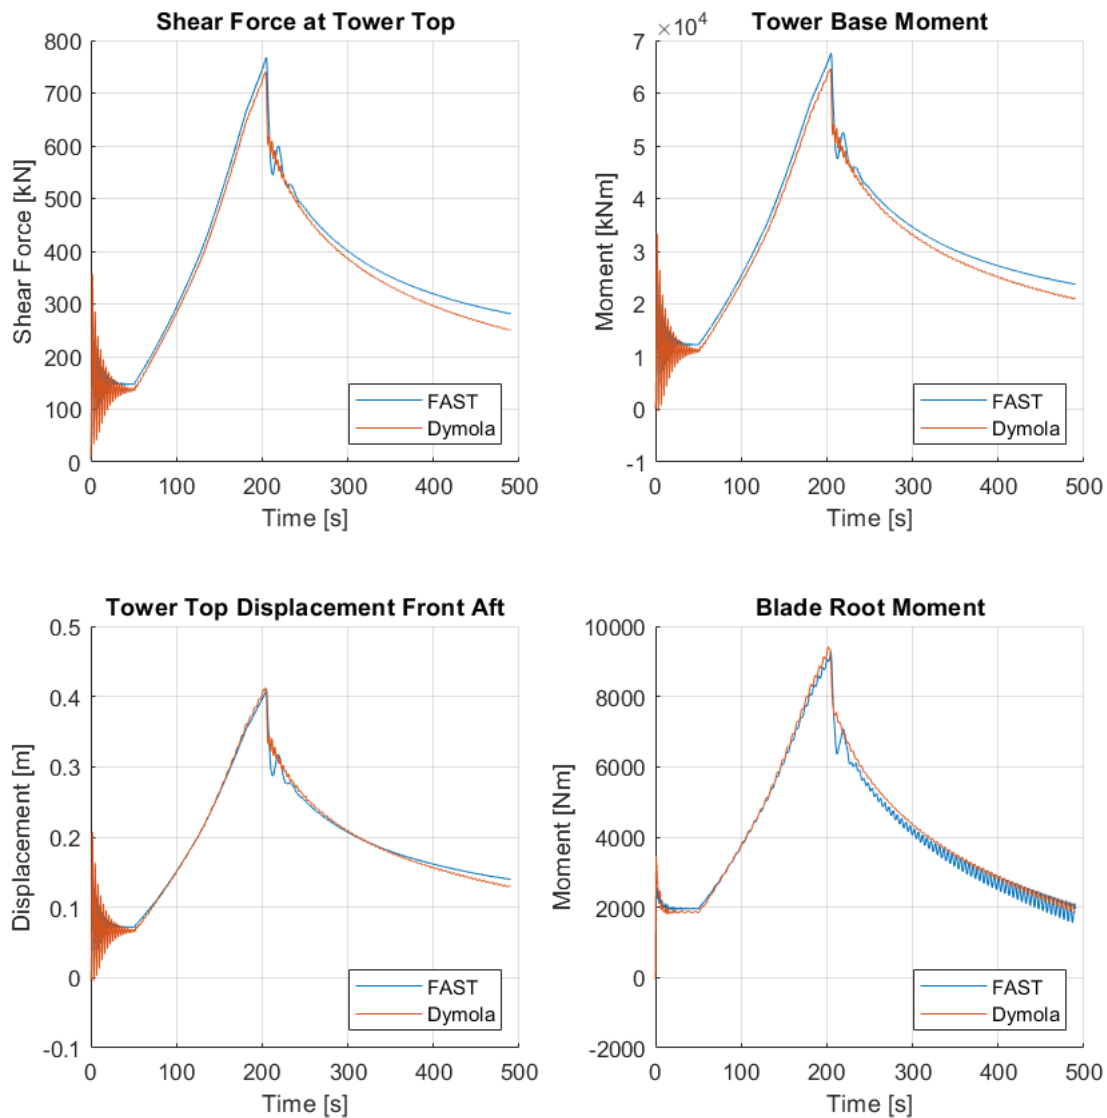 Shear Force at Tower Top
800
700
600
500
400
300
200
100
0
Shear Force [kN]
0 100 200 300 400 500
Time [s]
FAST
Dymola
Tower Base Moment
×10⁴
7
6
5
4
3
2
1
0
-1
Moment [kNm]
0 100 200 300 400 500
Time [s]
FAST
Dymola
Tower Top Displacement Front Aft
0.5
0.4
0.3
0.2
0.1
0
-0.1
Displacement [m]
0 100 200 300 400 500
Time [s]
FAST
Dymola
Blade Root Moment
10000
8000
6000
4000
2000
0
-2000
Moment [Nm]
0 100 200 300 400 500
Time [s]
FAST
Dymola